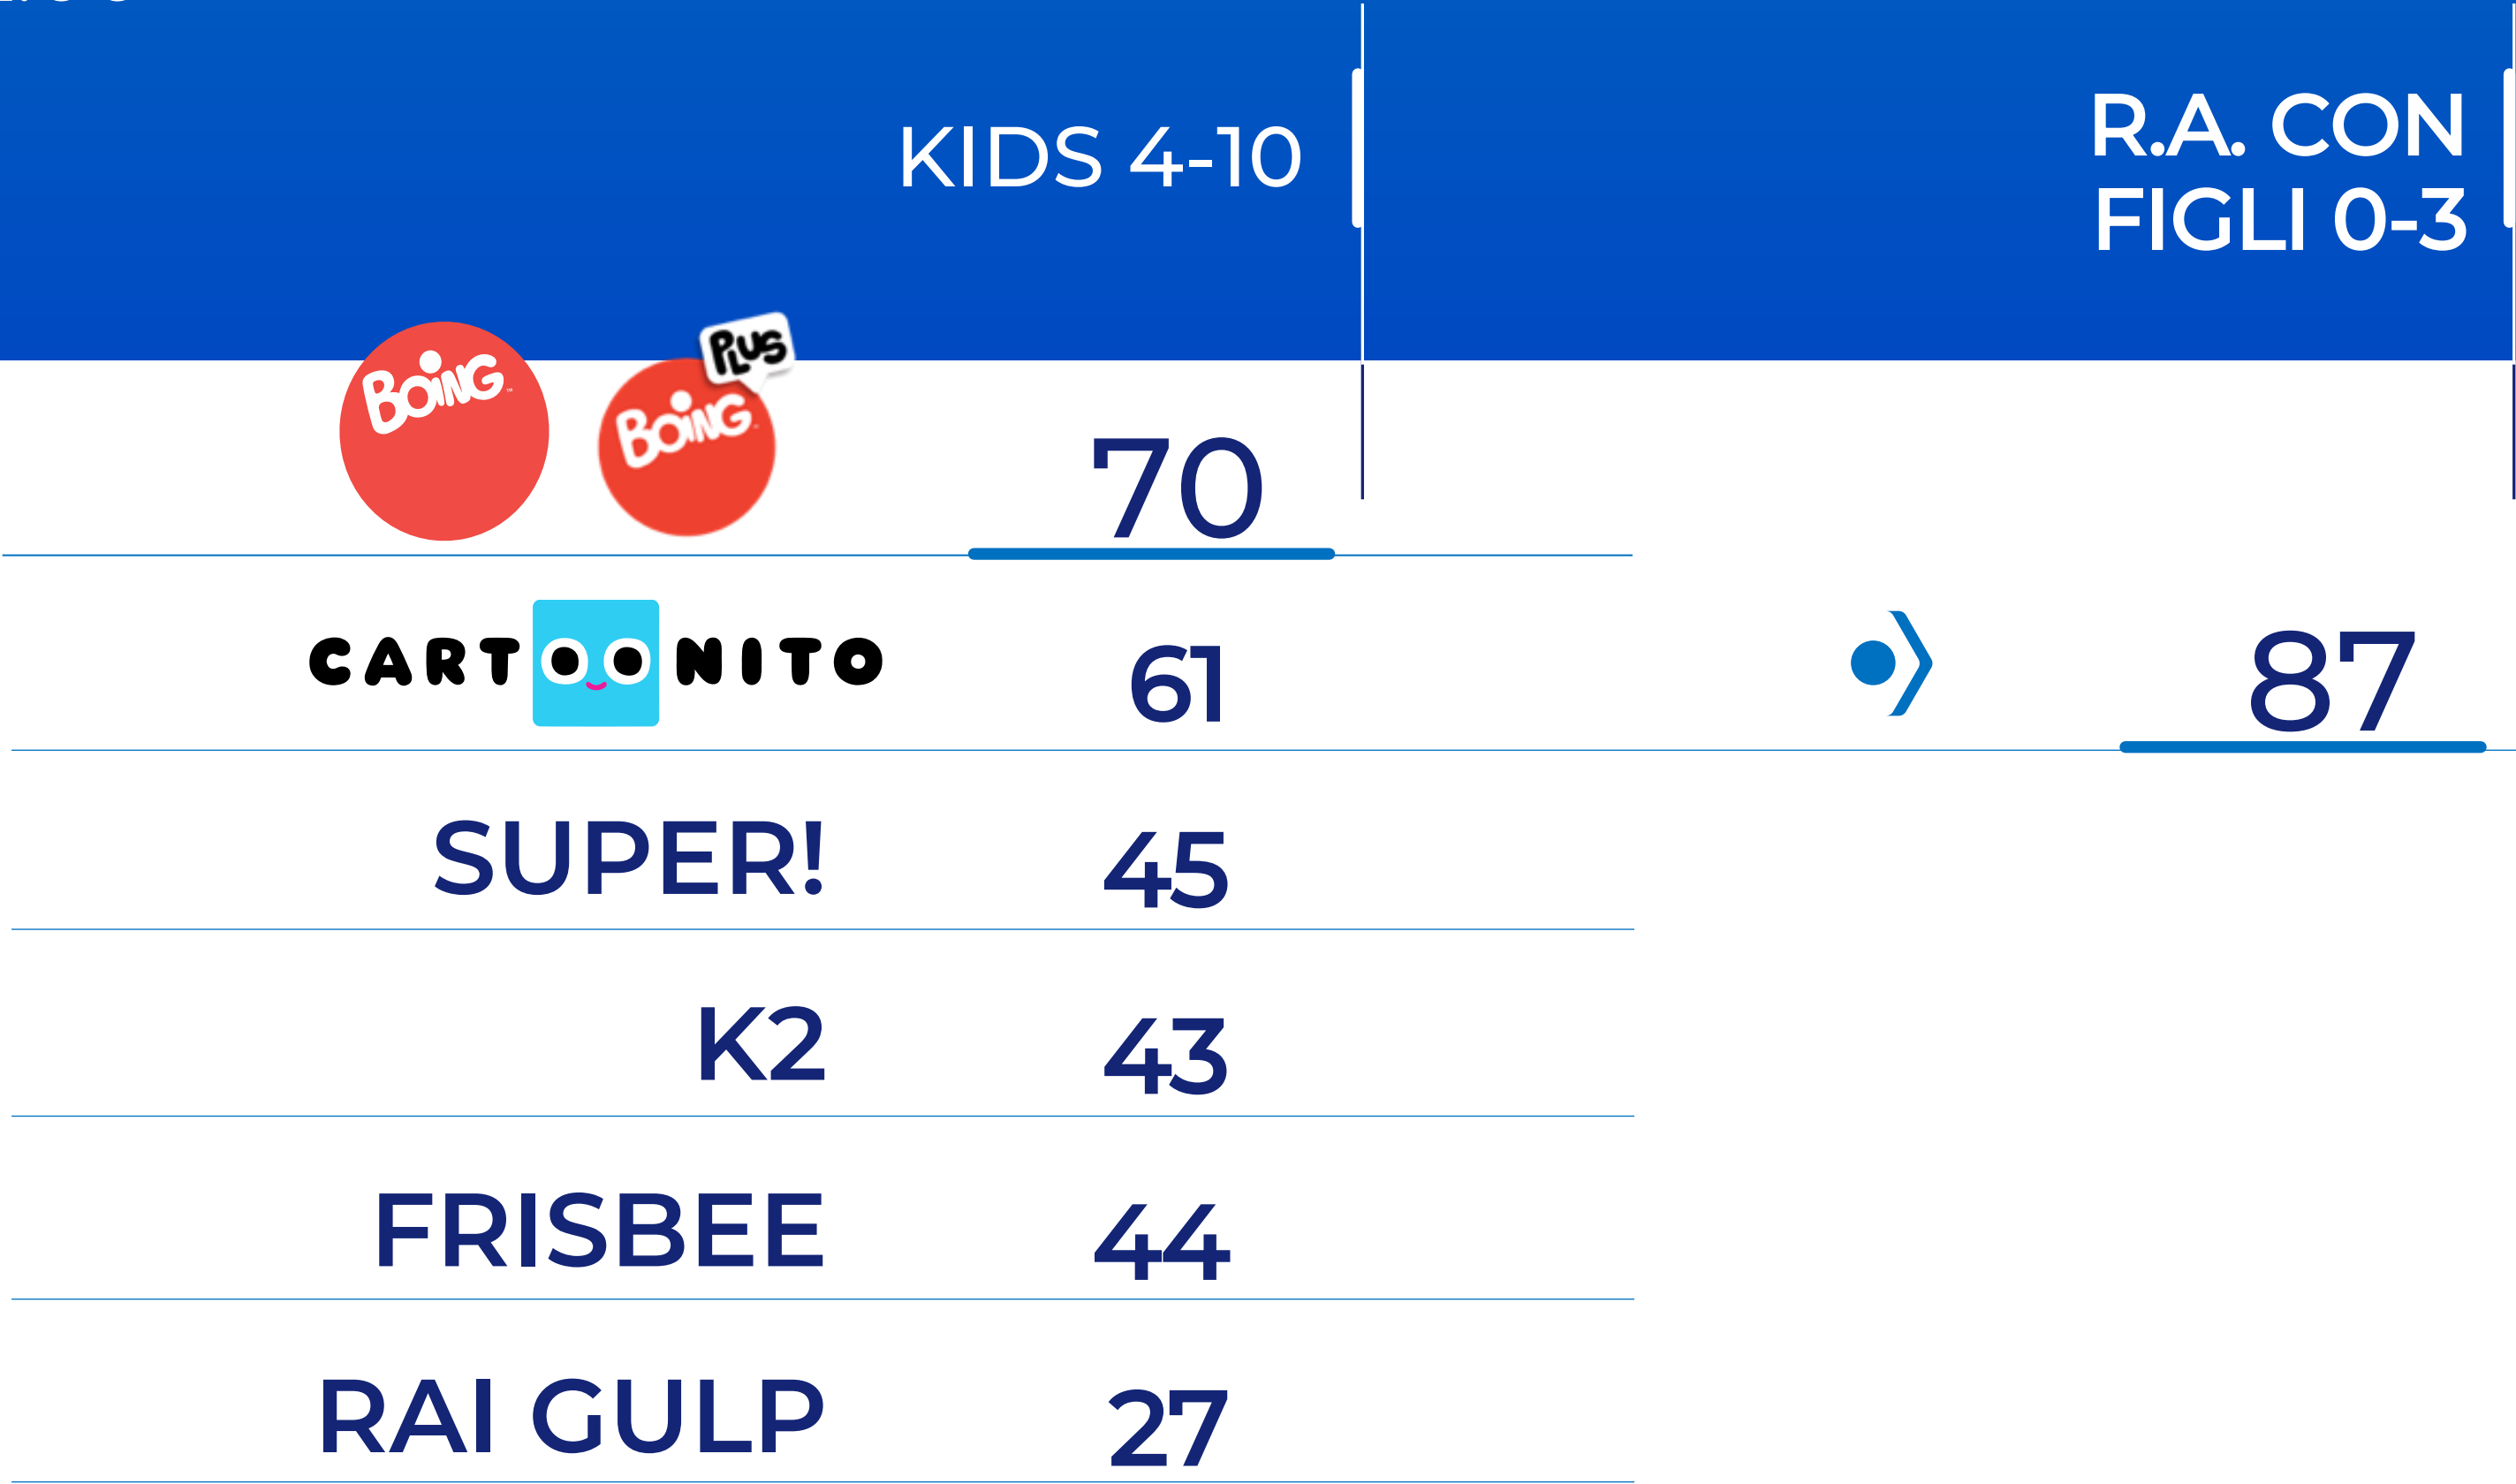 KIDS 4-10
R.A. CON
FIGLI 0-3
BOING™
PLUS
BOING
70
CARTOONITO
61
87
SUPER!
45
K2
43
FRISBEE
44
RAI GULP
27